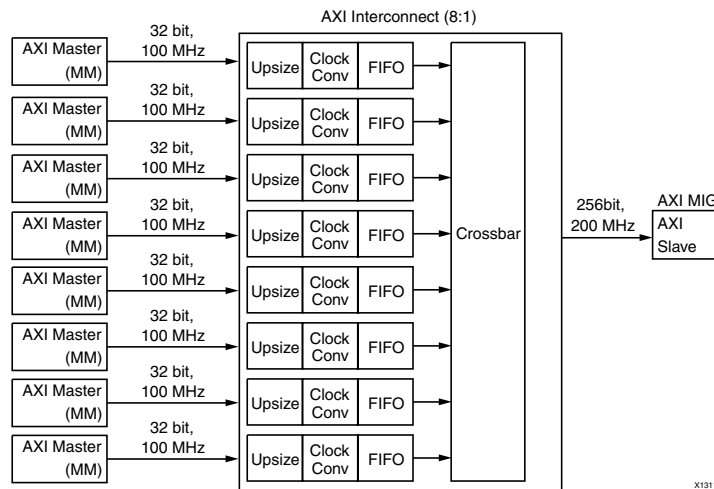 AXI Interconnect (8:1)
32 bit,
100 MHz
AXI Master
(MM)
Upsize
Clock
Conv
FIFO
32 bit,
100 MHz
AXI Master
(MM)
Upsize
Clock
Conv
FIFO
32 bit,
100 MHz
AXI Master
(MM)
Upsize
Clock
Conv
FIFO
32 bit,
100 MHz
AXI Master
(MM)
Upsize
Clock
Conv
FIFO
32 bit,
100 MHz
AXI Master
(MM)
Upsize
Clock
Conv
FIFO
32 bit,
100 MHz
AXI Master
(MM)
Upsize
Clock
Conv
FIFO
32 bit,
100 MHz
AXI Master
(MM)
Upsize
Clock
Conv
FIFO
32 bit,
100 MHz
AXI Master
(MM)
Upsize
Clock
Conv
FIFO
Crossbar
256bit,
200 MHz
AXI MIG
AXI
Slave
X131